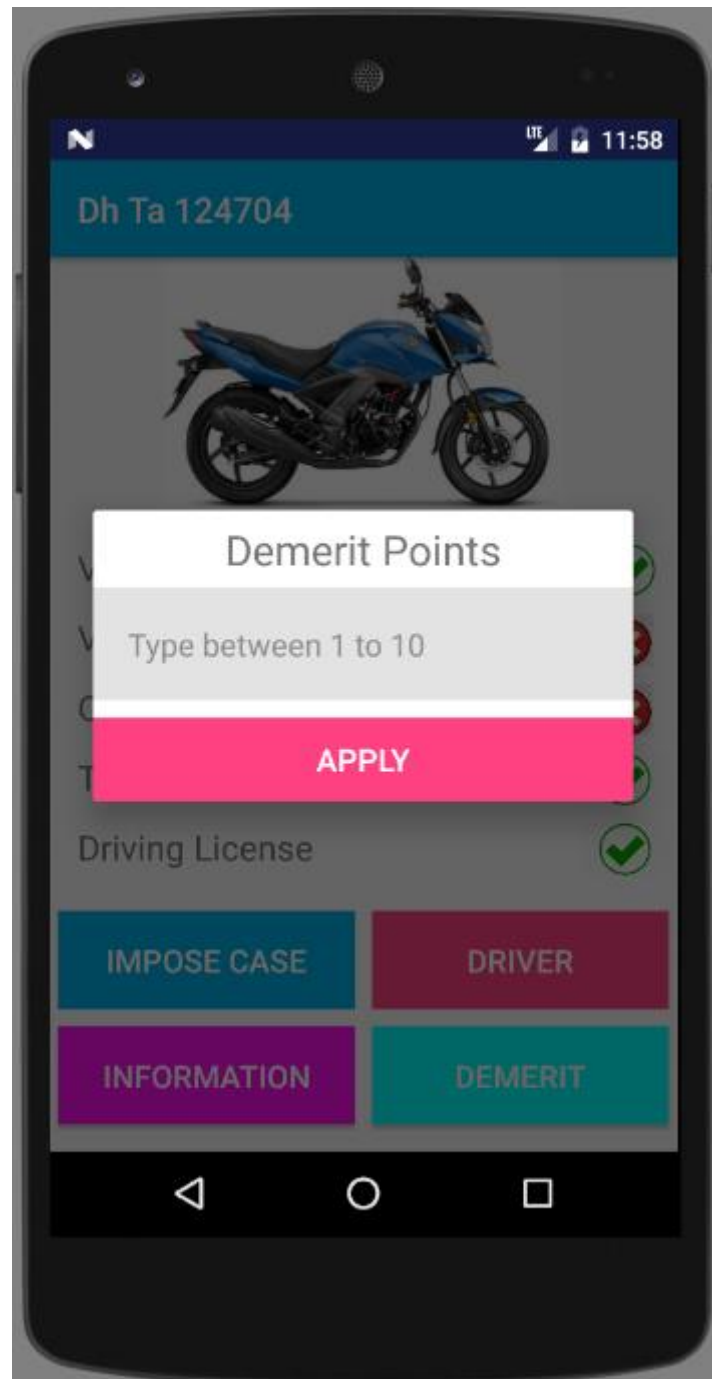 LTE 11:58
Dh Ta 124704
Demerit Points
Type between 1 to 10
APPLY
Driving License
IMPOSE CASE DRIVER
INFORMATION DEMERIT